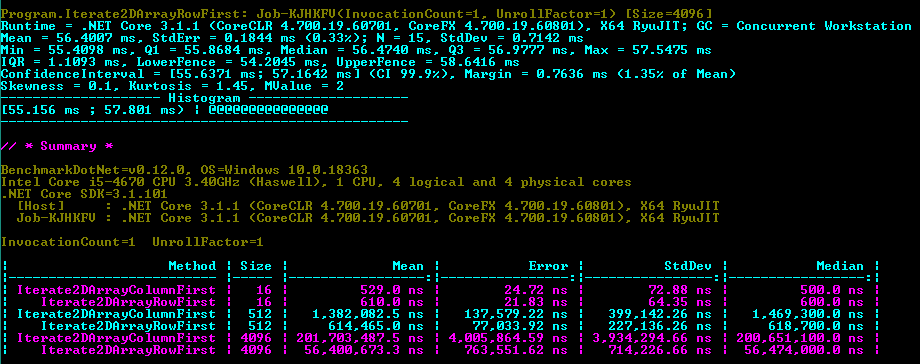 Program.Iterate2DArrayRowFirst: Job-KJHKFV(InvocationCount=1, UnrollFactor=1) [Size=4096]
Runtime = .NET Core 3.1.1 (CoreCLR 4.700.19.60701, CoreFX 4.700.19.60801), X64 RyuJIT; GC = Concurrent Workstation
Mean = 56.4007 ms, StdErr = 0.1844 ms (0.33%); N = 15, StdDev = 0.7142 ms
Min = 55.4098 ms, Q1 = 55.8684 ms, Median = 56.4740 ms, Q3 = 56.9777 ms, Max = 57.5475 ms
IQR = 1.1093 ms, LowerFence = 54.2045 ms, UpperFence = 58.6416 ms
ConfidenceInterval = [55.6371 ms; 57.1642 ms] (CI 99.9%), Margin = 0.7636 ms (1.35% of Mean)
Skewness = 0.1, Kurtosis = 1.45, MValue = 2
-------------------- Histogram --------------------
[55.156 ms ; 57.801 ms) | @@@@@@@@@@@@@@@
---------------------------------------------------
// * Summary *
BenchmarkDotNet=v0.12.0, OS=Windows 10.0.18363
Intel Core i5-4670 CPU 3.40GHz (Haswell), 1 CPU, 4 logical and 4 physical cores
.NET Core SDK=3.1.101
[Host]     : .NET Core 3.1.1 (CoreCLR 4.700.19.60701, CoreFX 4.700.19.60801), X64 RyuJIT
Job-KJHKFV : .NET Core 3.1.1 (CoreCLR 4.700.19.60701, CoreFX 4.700.19.60801), X64 RyuJIT
InvocationCount=1  UnrollFactor=1
| Method | Size | Mean | Error | StdDev | Median |
|------------------------- |----- |----------------:|---------------:|---------------:|----------------:|
| Iterate2DArrayColumnFirst | 16 | 529.0 ns | 24.72 ns | 72.88 ns | 500.0 ns |
| Iterate2DArrayRowFirst | 16 | 610.0 ns | 21.83 ns | 64.35 ns | 600.0 ns |
| Iterate2DArrayColumnFirst | 512 | 1,382,082.5 ns | 137,579.22 ns | 399,142.26 ns | 1,469,300.0 ns |
| Iterate2DArrayRowFirst | 512 | 614,465.0 ns | 77,033.92 ns | 227,136.26 ns | 618,700.0 ns |
| Iterate2DArrayColumnFirst | 4096 | 201,703,487.5 ns | 4,005,864.59 ns | 3,934,294.66 ns | 200,651,100.0 ns |
| Iterate2DArrayRowFirst | 4096 | 56,400,673.3 ns | 763,551.62 ns | 714,226.66 ns | 56,474,000.0 ns |